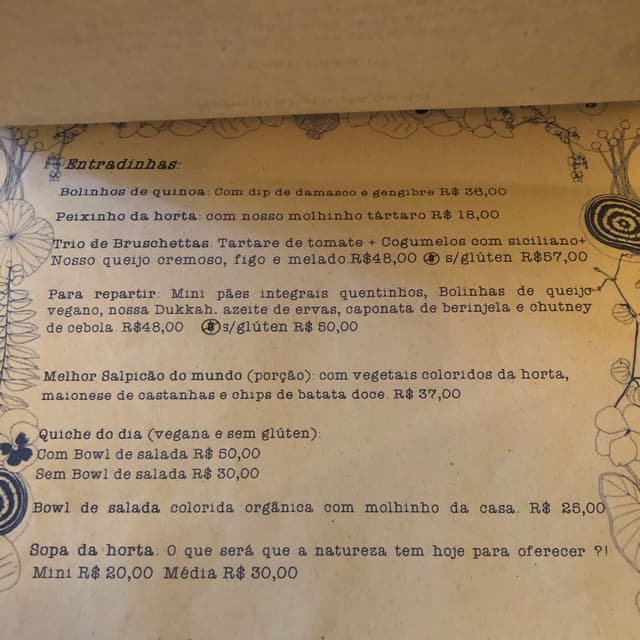 Entradinhas:
Bolinhos de quinoa: Com dip de damasco e gengibre R$ 36,00
Peixinho da horta: com nosso molhinho tártaro R$ 18,00
Trio de Bruschettas: Tartare de tomate + Cogumelos com siciliano+
Nosso queijo cremoso, figo e melado R$48,00 s/glúten R$57,00
Para repartir: Mini pães integrais quentinhos, Bolinhas de queijo
vegano, nossa Dukkah, azeite de ervas, caponata de berinjela e chutney
de cebola. R$48,00 s/glúten R$ 50,00
Melhor Salpicão do mundo (porção): com vegetais coloridos da horta,
maionese de castanhas e chips de batata doce. R$ 37,00
Quiche do dia (vegana e sem glúten):
Com Bowl de salada R$ 50,00
Sem Bowl de salada R$ 30,00
Bowl de salada colorida orgânica com molhinho da casa. R$ 25,00
Sopa da horta: O que será que a natureza tem hoje para oferecer ?!
Mini R$ 20,00 Média R$ 30,00